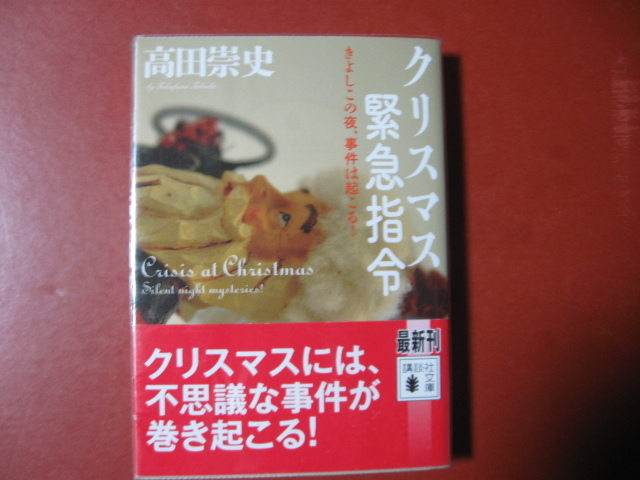 高田崇史
by Takafumi Takada
クリスマス
緊急指令
きよしこの夜、事件は起こる!
Crisis at Christmas
Silent night mysteries!
最新刊
講談社
文庫
クリスマスには、
不思議な事件が
巻き起こる!